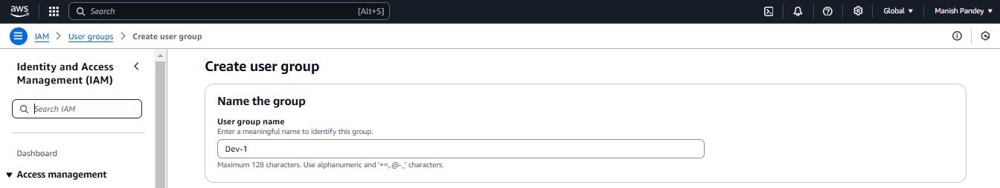 aws
Search [Alt+S] Global Manish Pandey
IAM User groups Create user group
Identity and Access
Management (IAM)
Search IAM
Dashboard
Access management
Create user group
Name the group
User group name
Enter a meaningful name to identify this group.
Dev-1
Maximum 128 characters. Use alphanumeric and '+=,.@-_' characters.